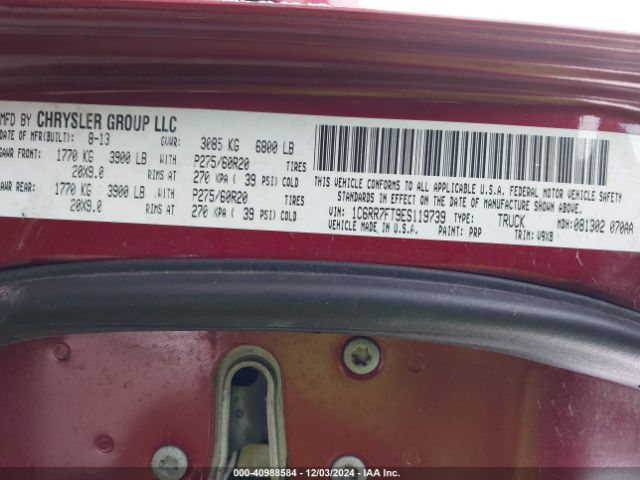 MFD BY CHRYSLER GROUP LLC
DATE OF MFR(BUILT): 8-13 GVWR: 3085 KG 6800 LB
GAWR FRONT: 1770 KG 3900 LB WITH P275/60R20 TIRES
20X9.0 RIMS AT 270 KPA ( 39 PSI) COLD
GAWR REAR: 1770 KG 3900 LB .WITH P275/60R20 TIRES
20X9.0 RIMS AT 270 KPA ( 39 PSI) COLD
THIS VEHICLE CONFORMS TO ALL APPLICABLE U.S.A. FEDERAL MOTOR VEHICLE SAFETY
STANDARDS IN EFFECT ON THE DATE OF MANUFACTURE SHOWN ABOVE.
VIN: 1C6RR7FT9ES119739 TYPE: TRUCK MDH: 081302 070AA
MADE IN U.S.A. PAINT: PRP TRIM: V9X8
000-40988584 - 12/03/2024 - IAA Inc.